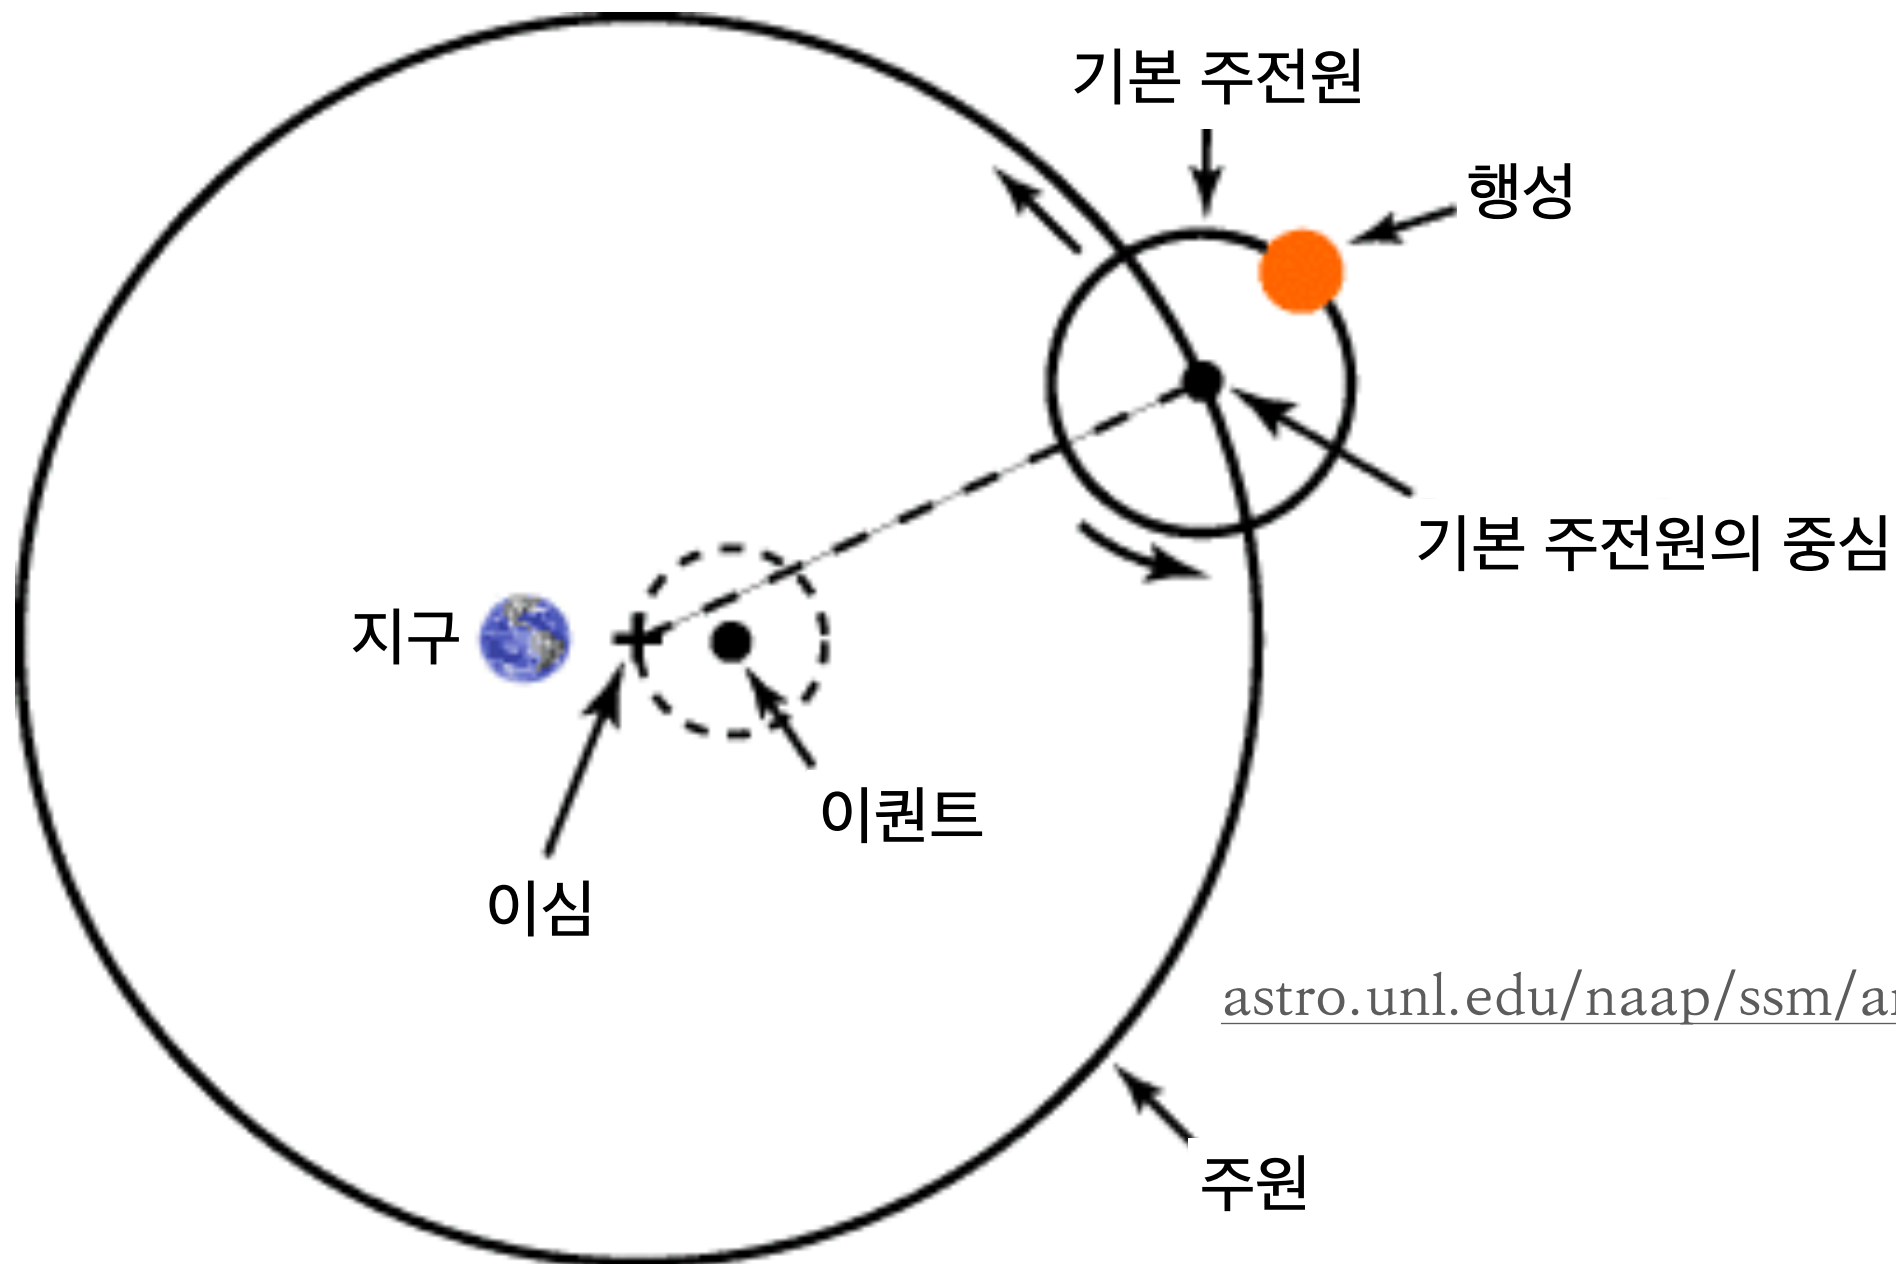 기본 주전원
행성
기본 주전원의 중심
지구
이퀀트
이심
astro.unl.edu/naap/ssm/
주원